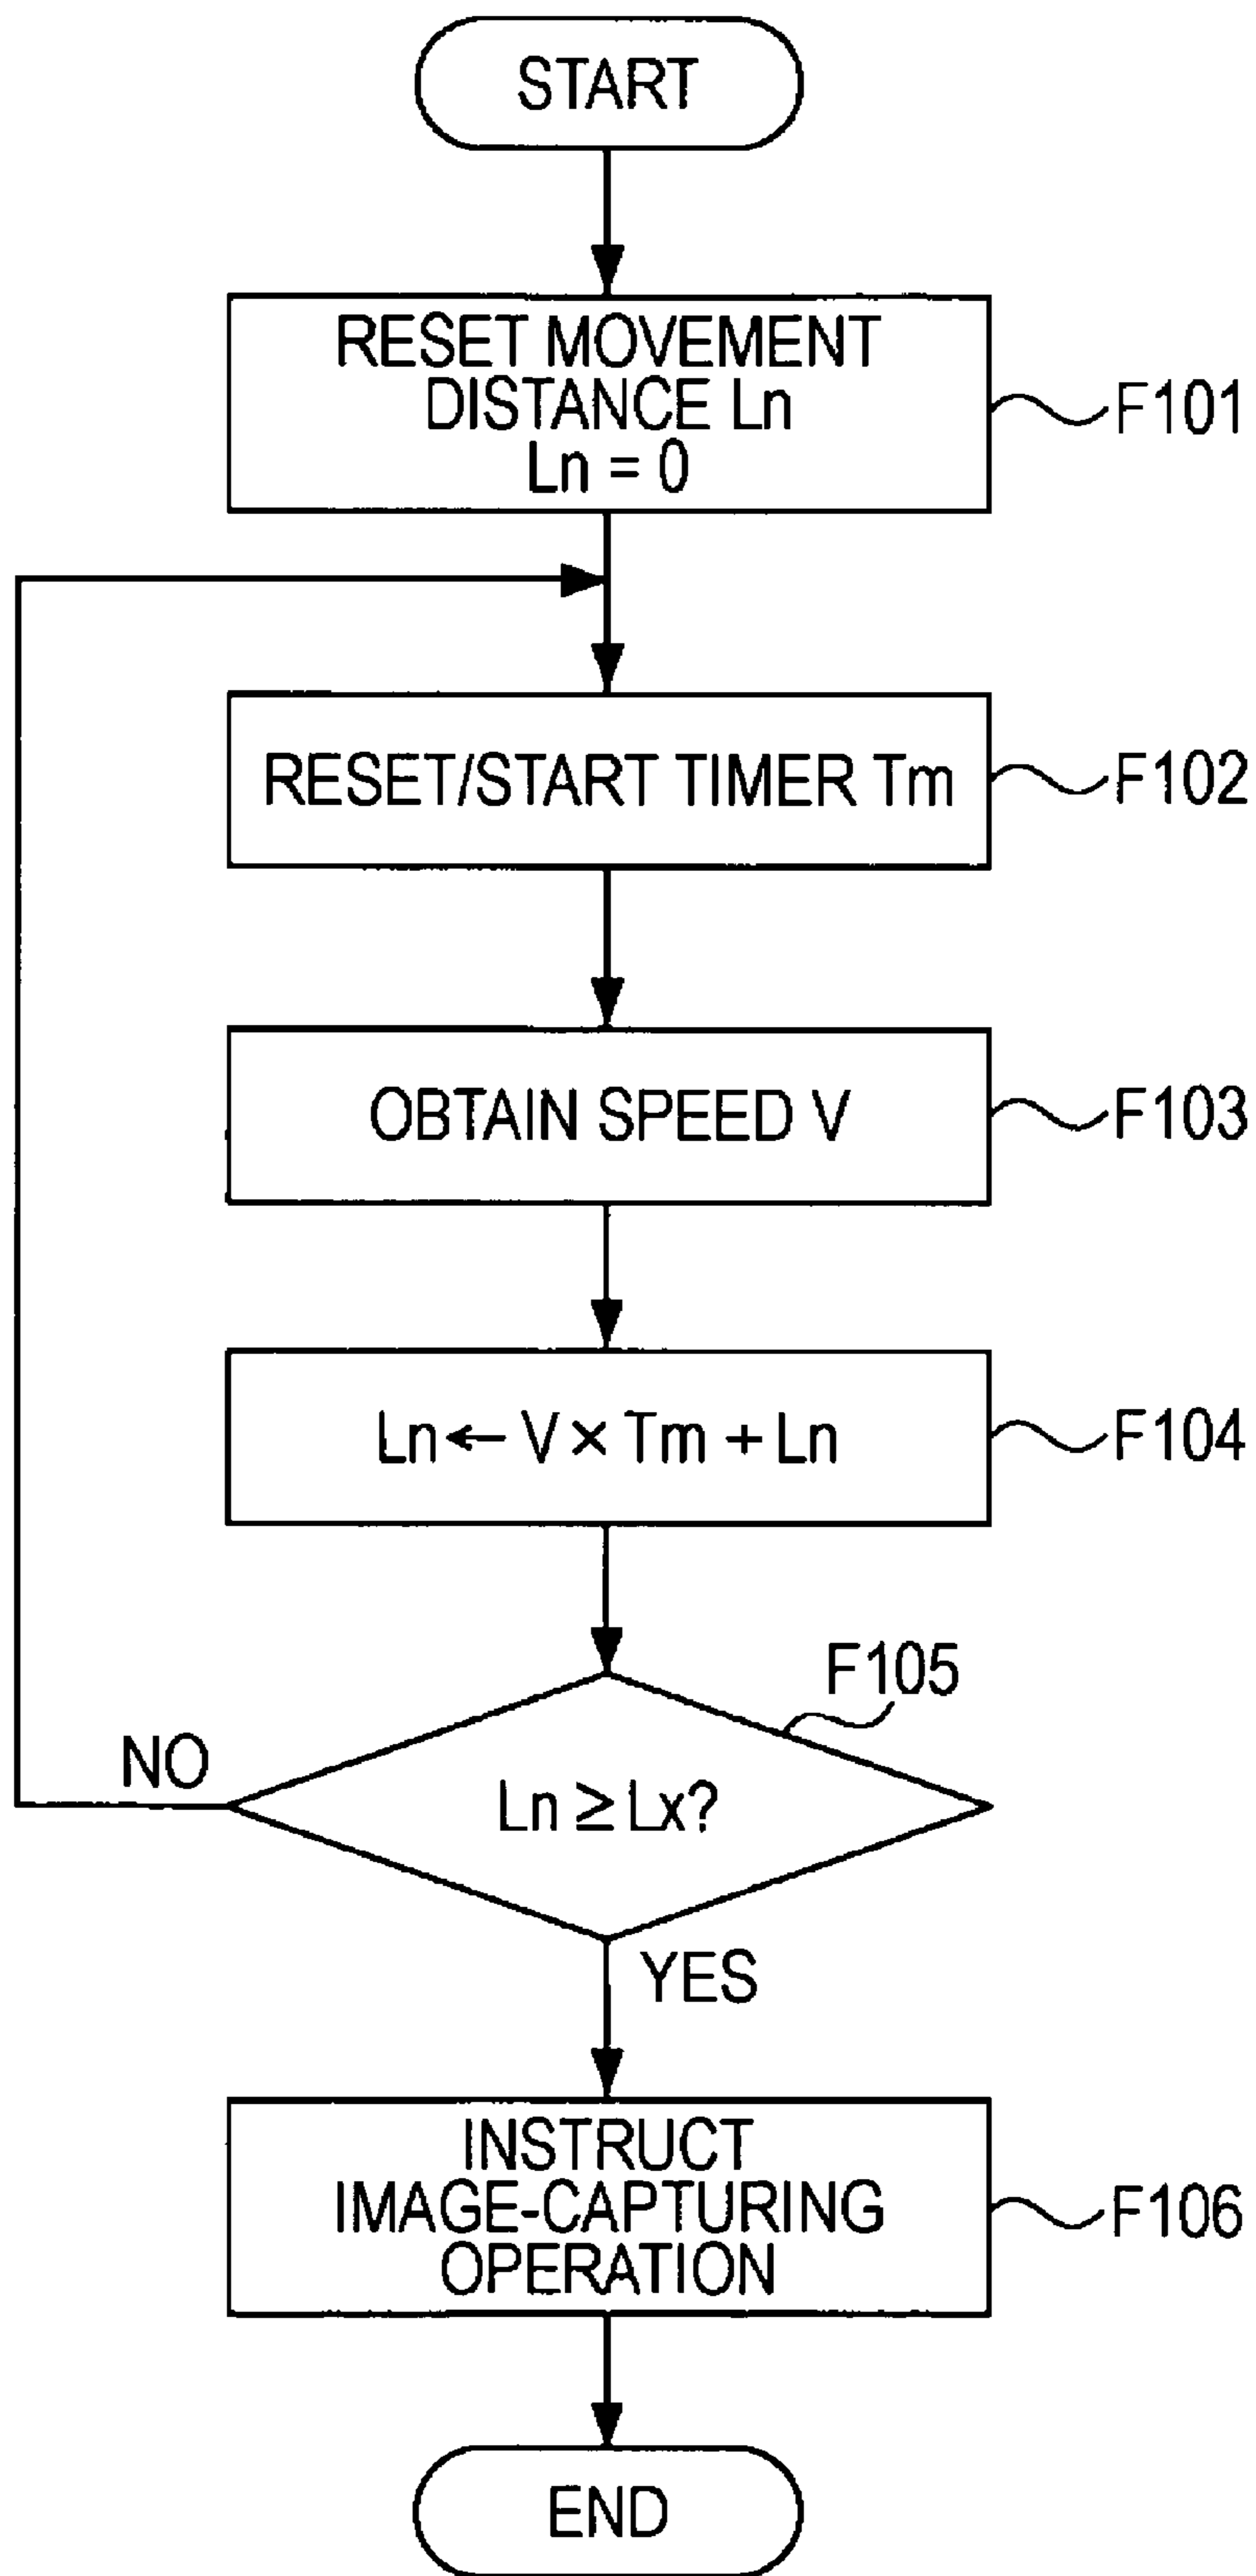 START
RESET MOVEMENT
DISTANCE Ln
Ln = 0
F101
RESET/START TIMER Tm
F102
OBTAIN SPEED V
F103
Ln ← V × Tm + Ln
F104
F105
NO
Ln ≥ Lx?
YES
INSTRUCT
IMAGE-CAPTURING
OPERATION
F106
END